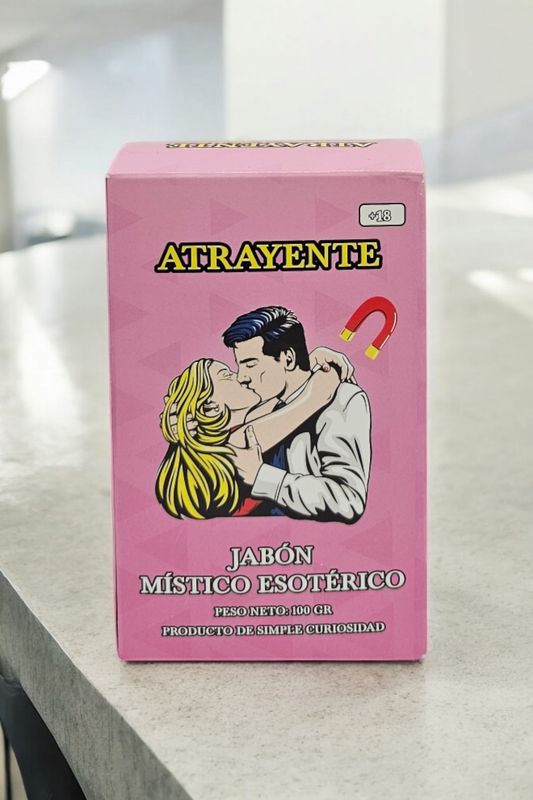 ATRAYENTE
+18
ATRAYENTE
JABÓN
MÍSTICO ESOTÉRICO
PESO NETO: 100 GR
PRODUCTO DE SIMPLE CURIOSIDAD